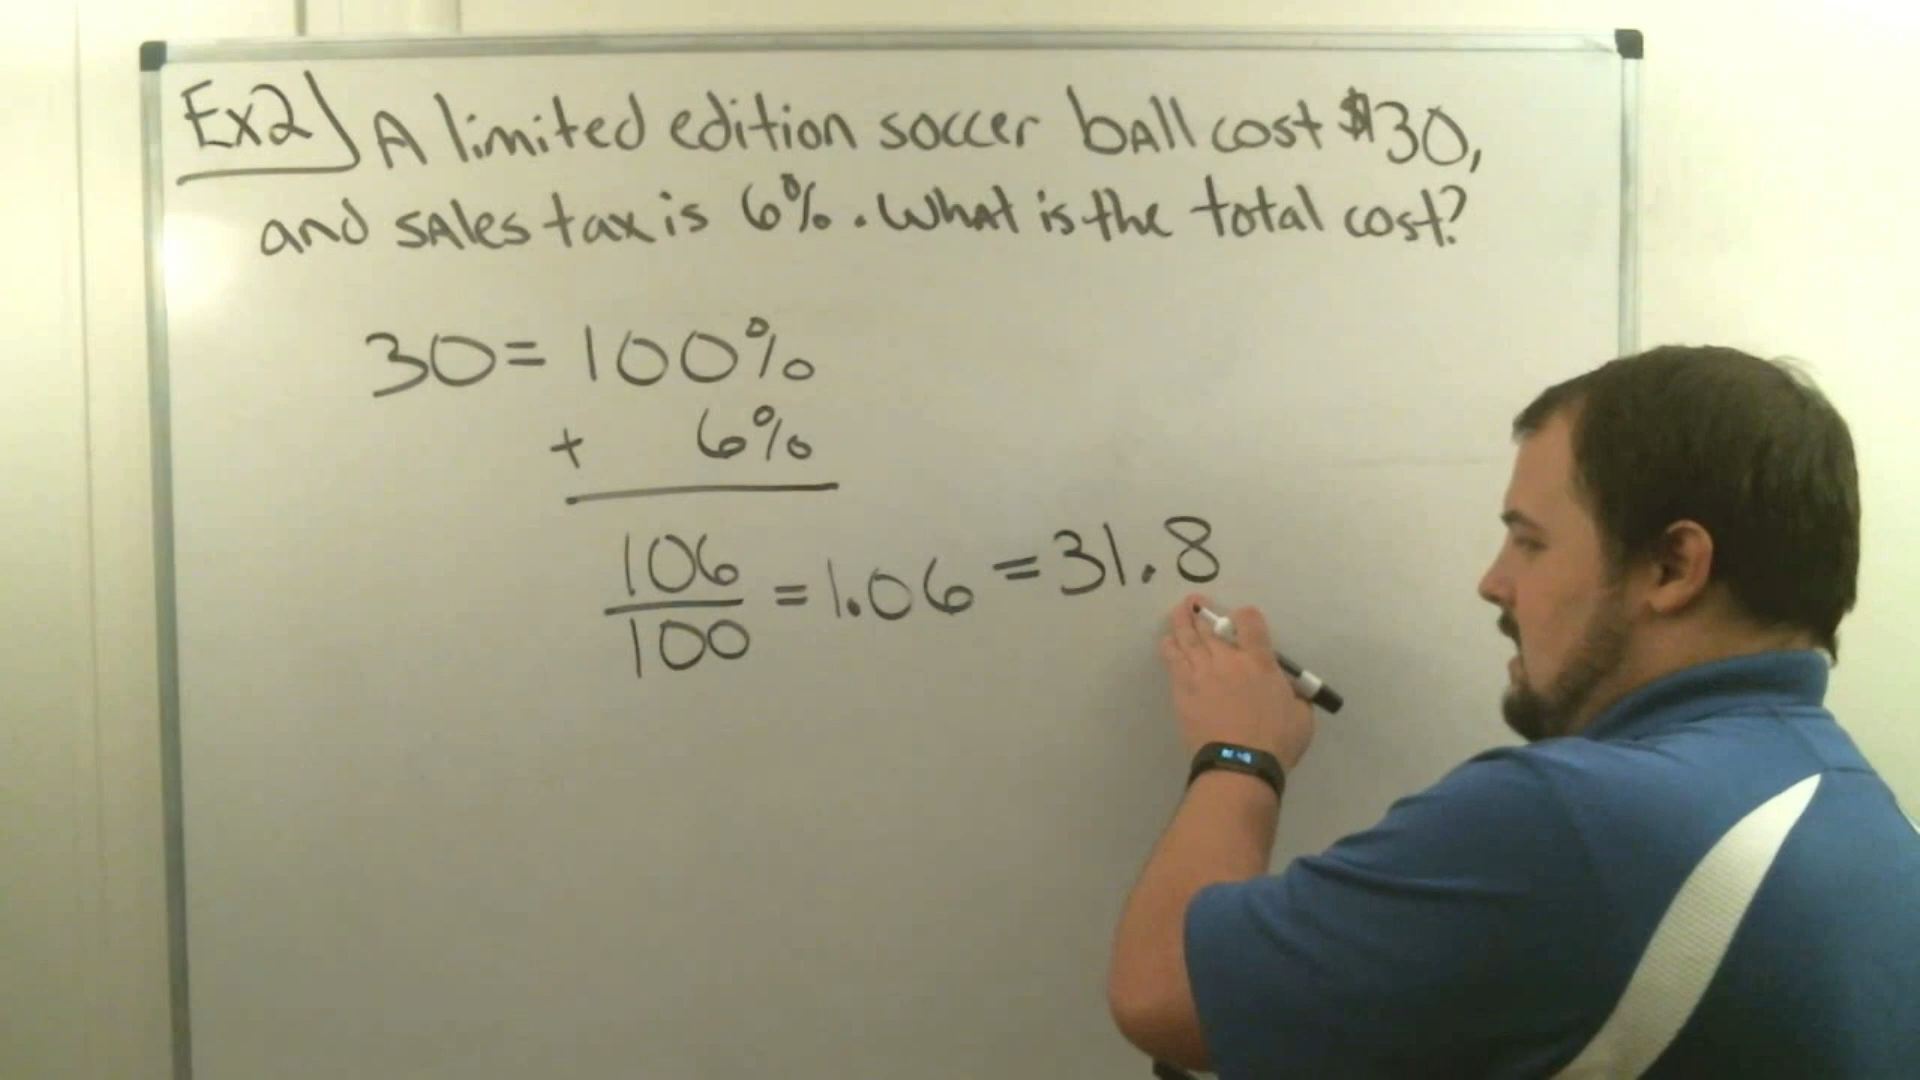 Ex2) A limited edition soccer ball cost $30,
and sales tax is 6%. What is the total cost?
30 = 100%
+ 6%
106
100
= 1.06 = 31.8